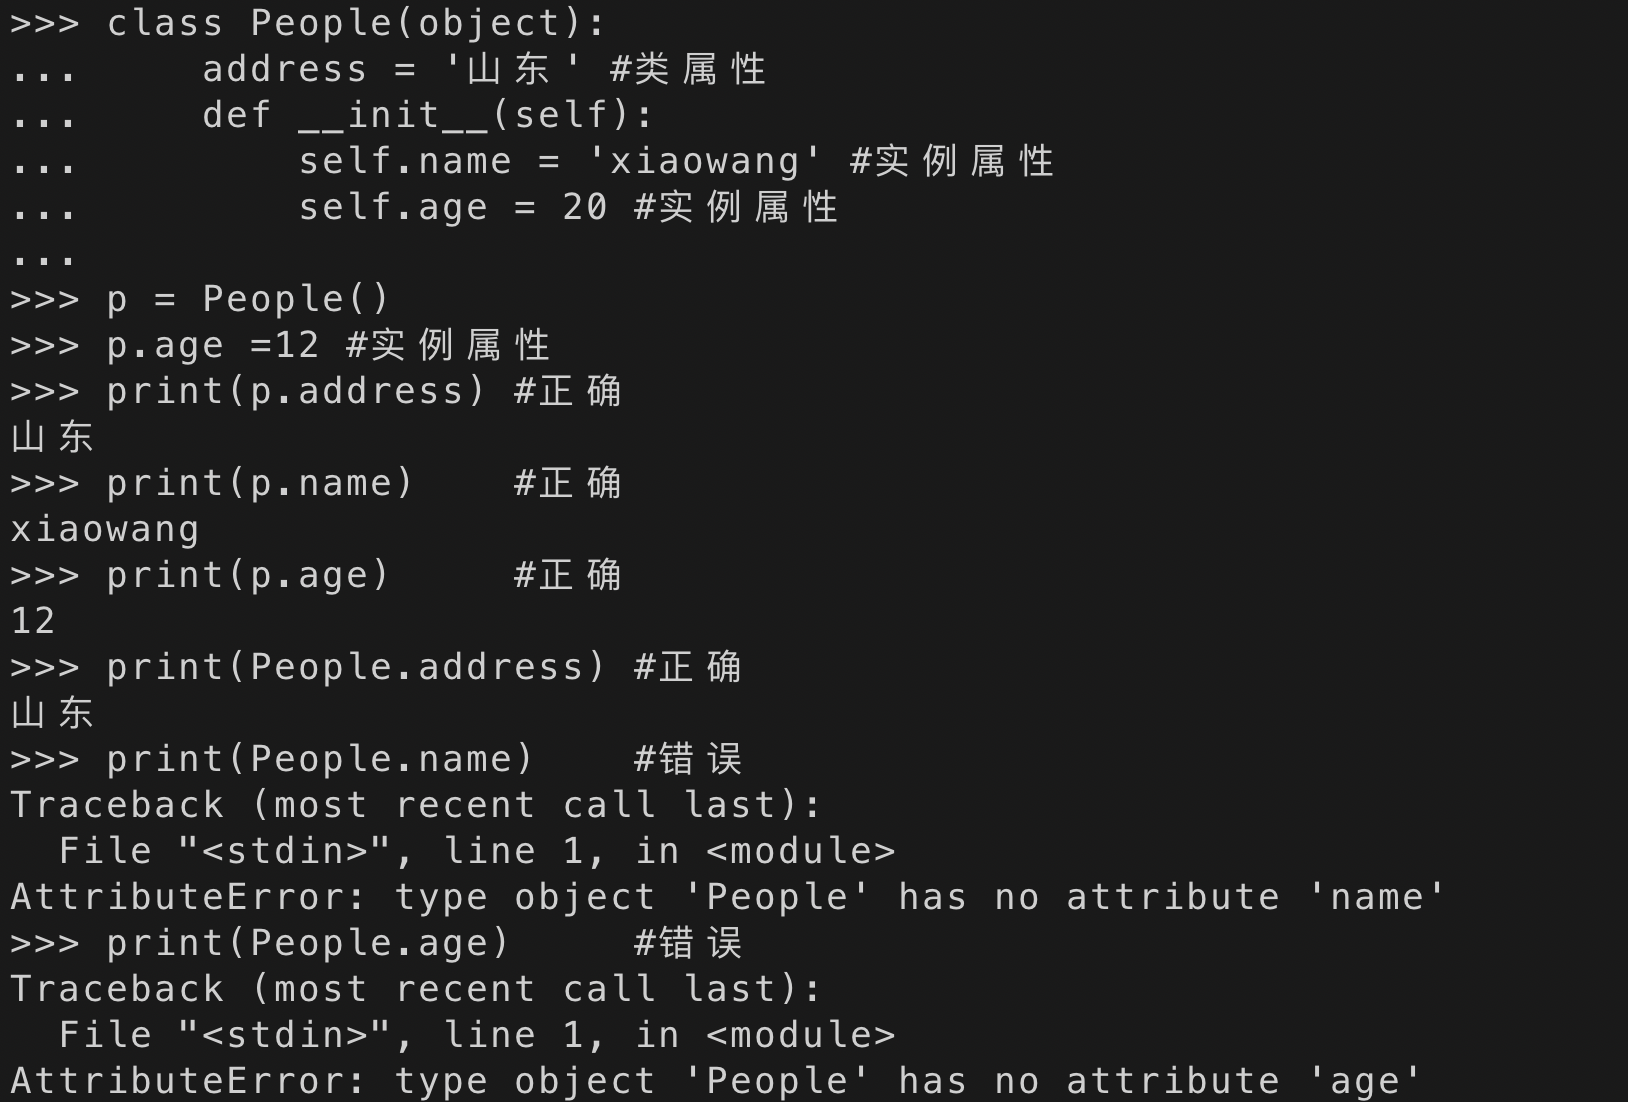 >>> class People(object):
...     address = '山东' #类属性
...     def __init__(self):
...         self.name = 'xiaowang' #实例属性
...         self.age = 20 #实例属性
...
>>> p = People()
>>> p.age =12 #实例属性
>>> print(p.address) #正确
山东
>>> print(p.name)    #正确
xiaowang
>>> print(p.age)     #正确
12
>>> print(People.address) #正确
山东
>>> print(People.name)    #错误
Traceback (most recent call last):
  File "<stdin>", line 1, in <module>
AttributeError: type object 'People' has no attribute 'name'
>>> print(People.age)     #错误
Traceback (most recent call last):
  File "<stdin>", line 1, in <module>
AttributeError: type object 'People' has no attribute 'age'